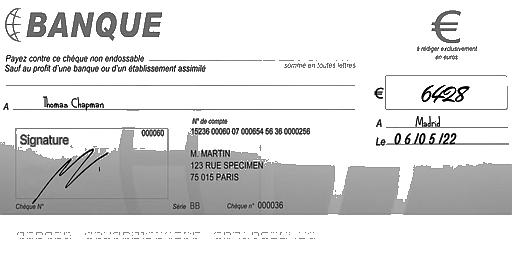 BANQUE
€
à rédiger exclusivement
en euros
Payez contre ce chèque non endossable
Sauf au profit d'une banque ou d'un établissement assimilé
somme en toutes lettres
€ 6428
A Thomas Chapman
A Madrid
Le 06/05/22
Signature
000060
N° de compte
15236 00060 07 000654 56 36 0000256
M. MARTIN
123 RUE SPECIMEN
75 015 PARIS
Chèque N°
Série BB
Chèque n° 000036